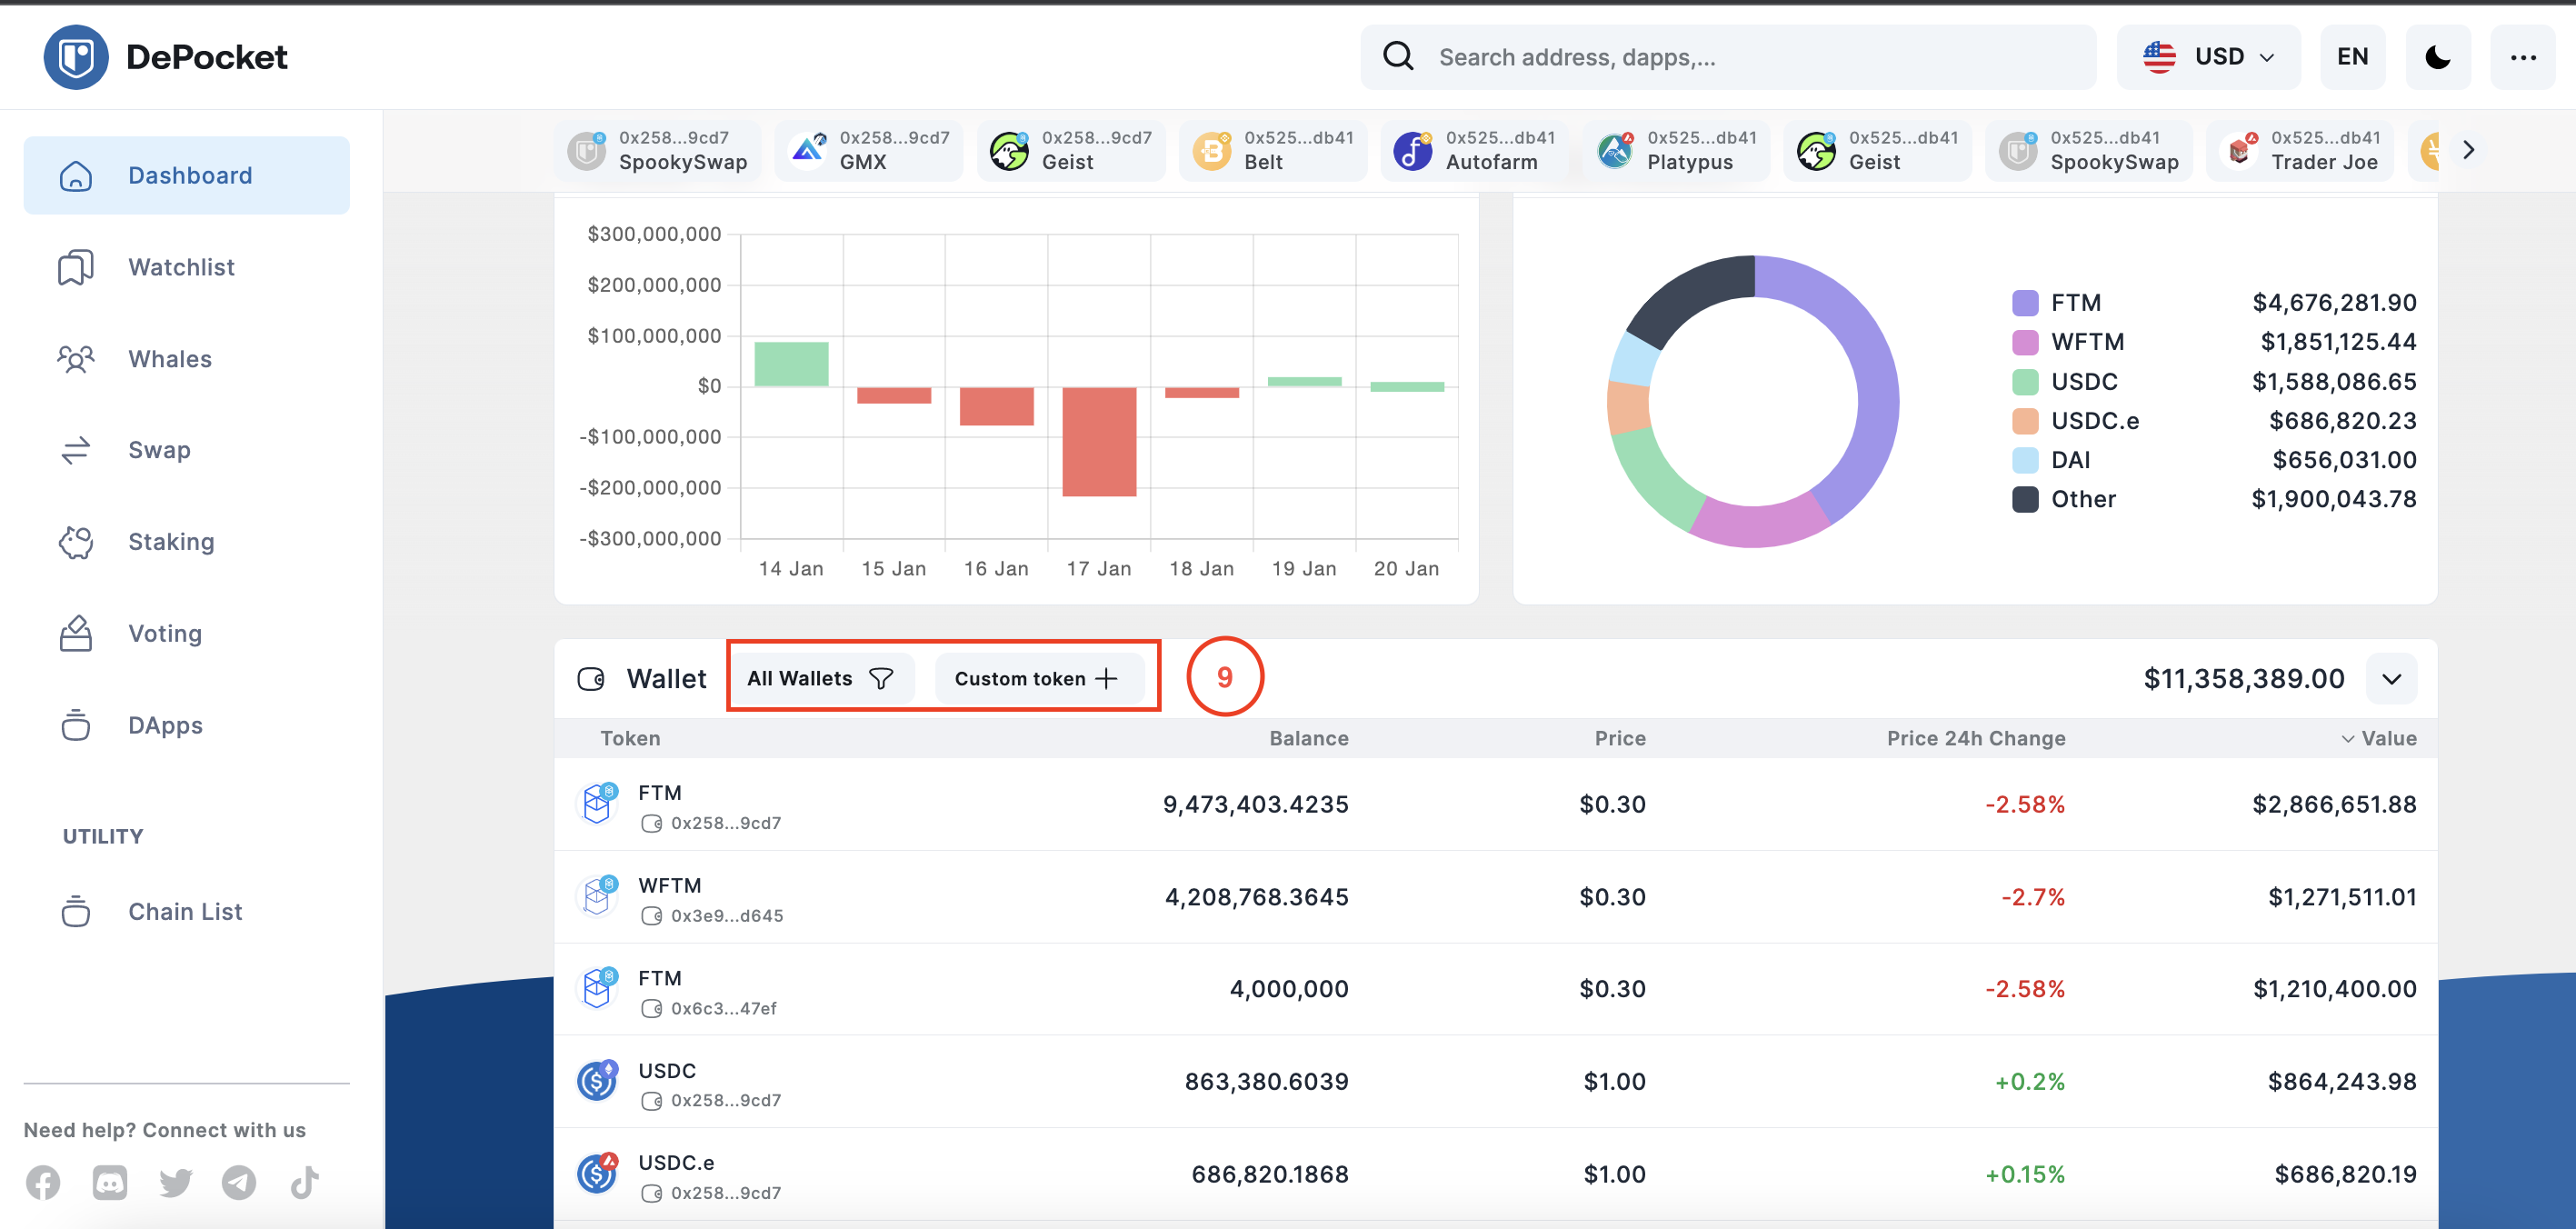 DePocket
Search address, dapps,...
USD
EN
Dashboard
Watchlist
Whales
Swap
Staking
Voting
DApps
UTILITY
Chain List
Need help? Connect with us
0x258...9cd7
SpookySwap
0x258...9cd7
GMX
0x258...9cd7
Geist
0x525...db41
Belt
0x525...db41
Autofarm
0x525...db41
Platypus
0x525...db41
Geist
0x525...db41
SpookySwap
0x525...db41
Trader Joe
$300,000,000
$200,000,000
$100,000,000
$0
-$100,000,000
-$200,000,000
-$300,000,000
14 Jan 15 Jan 16 Jan 17 Jan 18 Jan 19 Jan 20 Jan
FTM $4,676,281.90
WFTM $1,851,125.44
USDC $1,588,086.65
USDC.e $686,820.23
DAI $656,031.00
Other $1,900,043.78
Wallet All Wallets Custom token 9 $11,358,389.00
Token Balance Price Price 24h Change Value
FTM
0x258...9cd7
9,473,403.4235 $0.30 -2.58% $2,866,651.88
WFTM
0x3e9...d645
4,208,768.3645 $0.30 -2.7% $1,271,511.01
FTM
0x6c3...47ef
4,000,000 $0.30 -2.58% $1,210,400.00
USDC
0x258...9cd7
863,380.6039 $1.00 +0.2% $864,243.98
USDC.e
0x258...9cd7
686,820.1868 $1.00 +0.15% $686,820.19